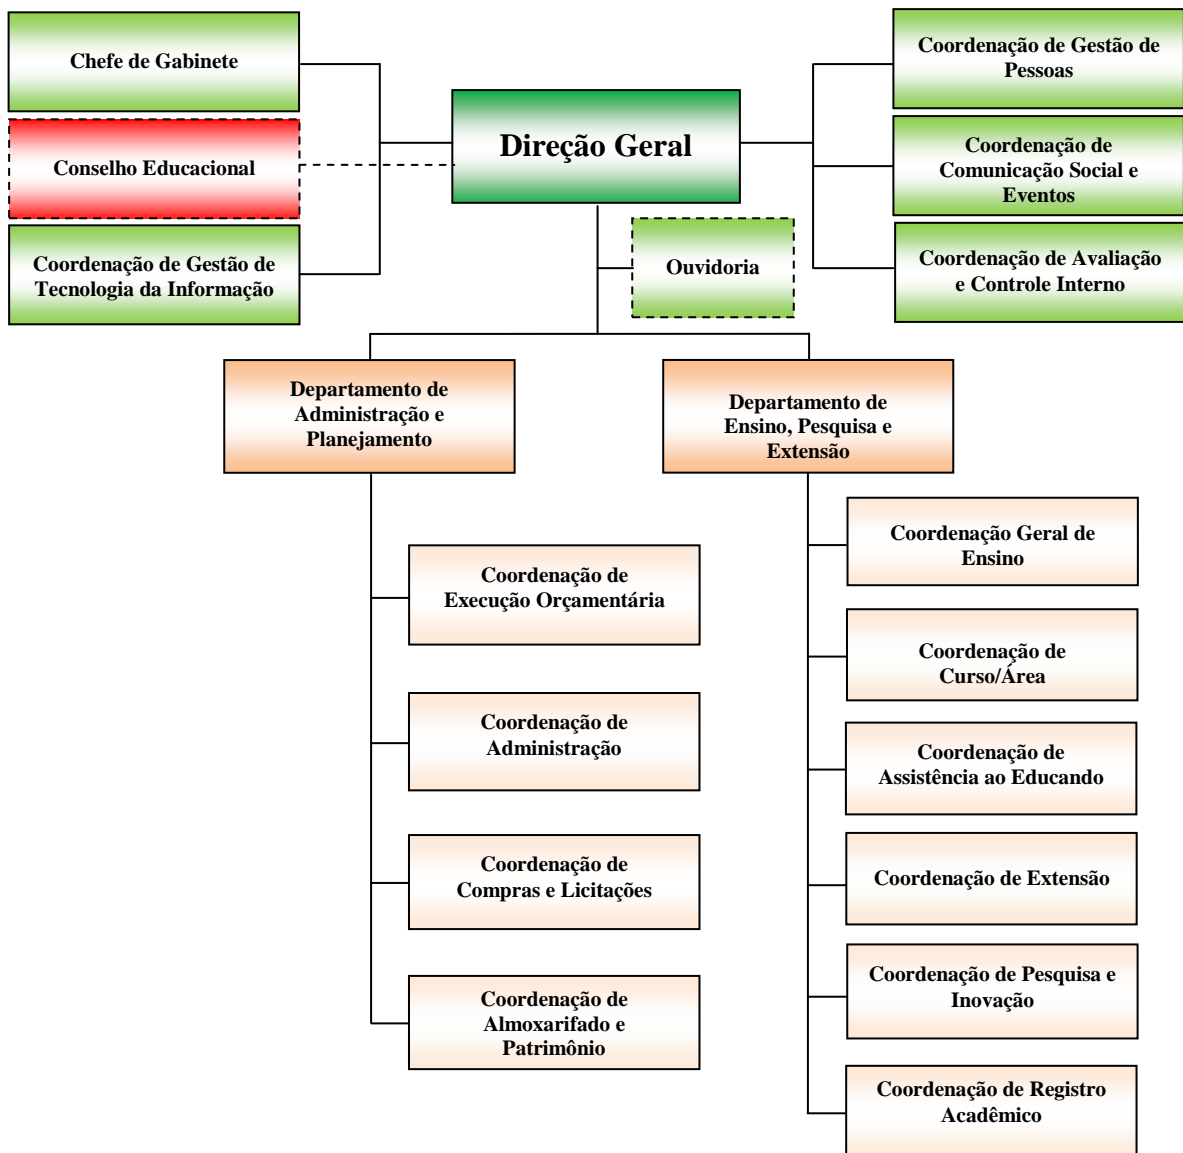 Chefe de Gabinete
Conselho Educacional
Coordenação de Gestão de
Tecnologia da Informação
Direção Geral
Ouvidoria
Coordenação de Gestão de
Pessoas
Coordenação de
Comunicação Social e
Eventos
Coordenação de Avaliação
e Controle Interno
Departamento de
Administração e
Planejamento
Departamento de
Ensino, Pesquisa e
Extensão
Coordenação de
Execução Orçamentária
Coordenação de
Administração
Coordenação de
Compras e Licitações
Coordenação de
Almoxarifado e
Patrimônio
Coordenação Geral de
Ensino
Coordenação de
Curso/Área
Coordenação de
Assistência ao Educando
Coordenação de Extensão
Coordenação de Pesquisa e
Inovação
Coordenação de Registro
Acadêmico